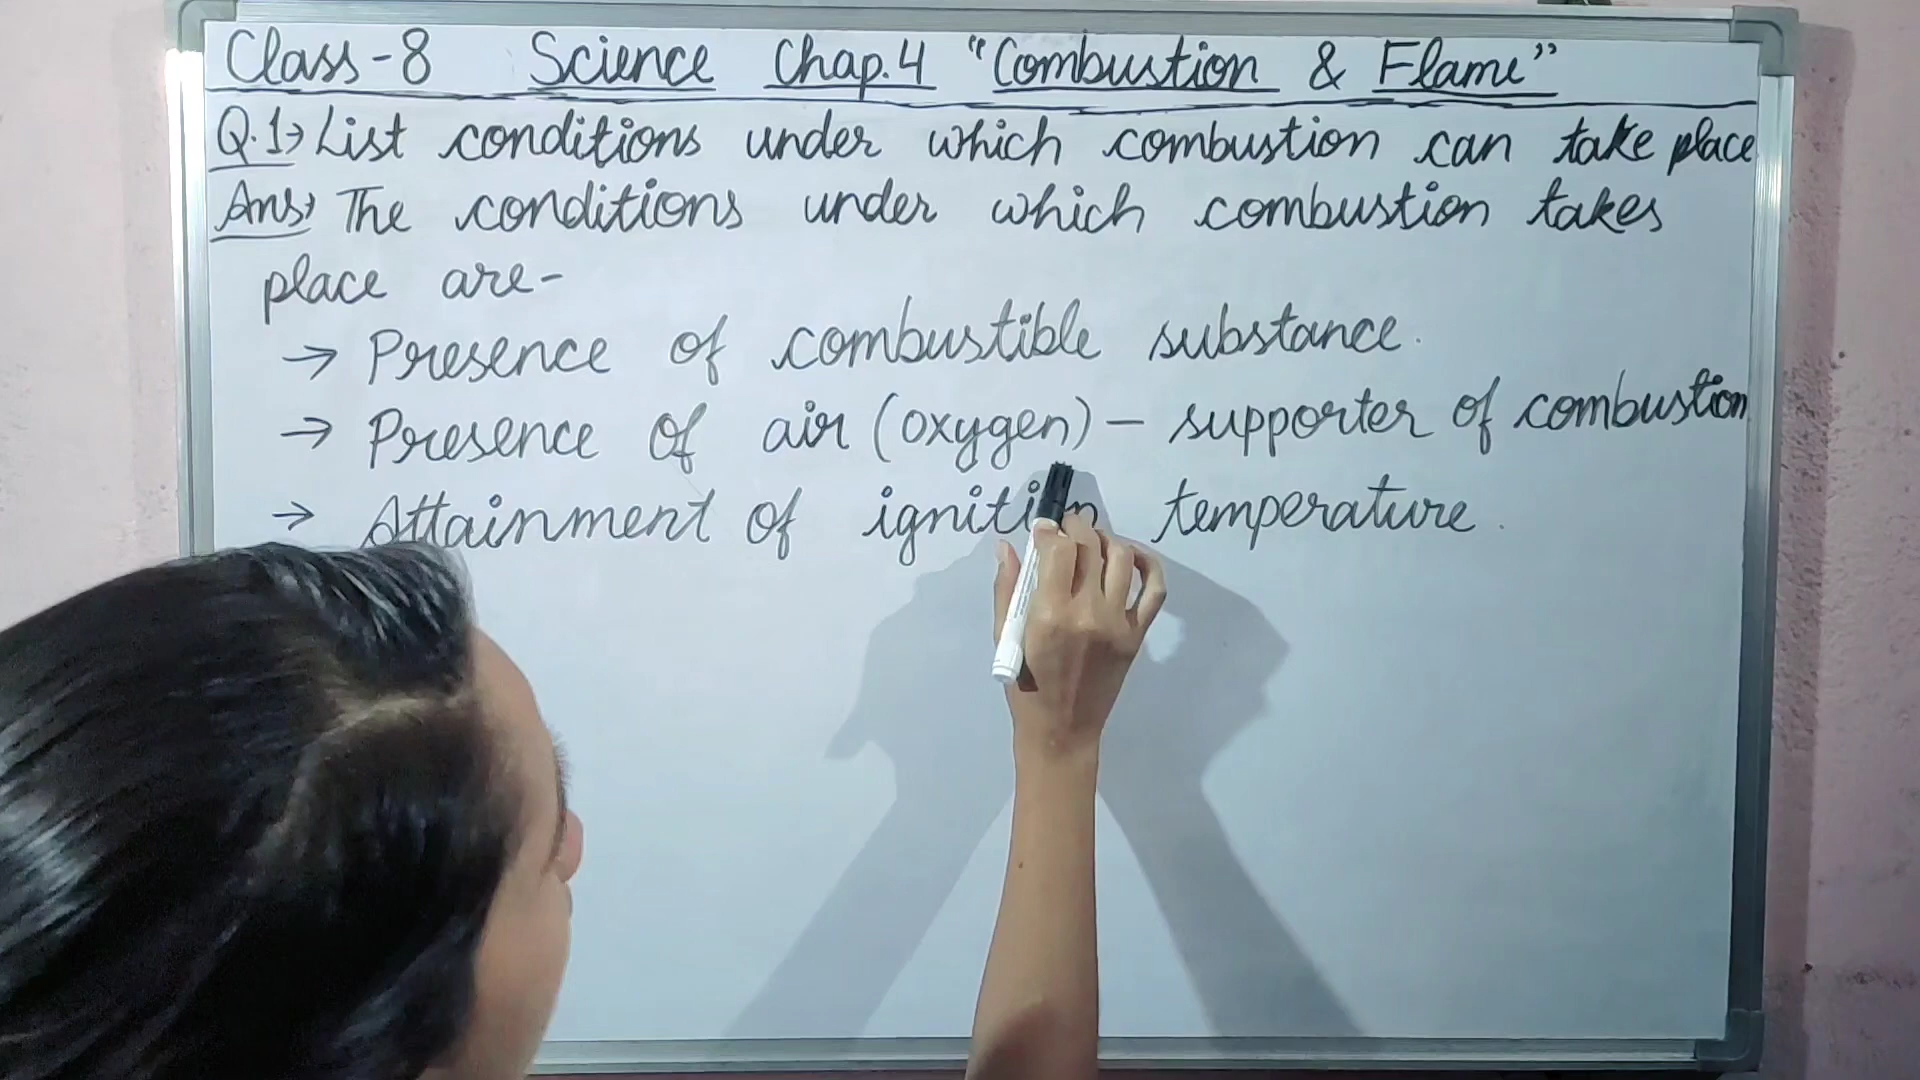 Class-8 Science Chap.4 “Combustion & Flame”
Q.1→ List conditions under which combustion can take place
Ans→ The conditions under which combustion takes
place are-
→ Presence of combustible substance.
→ Presence of air (oxygen) – supporter of combustion
→ Attainment of ignition temperature.